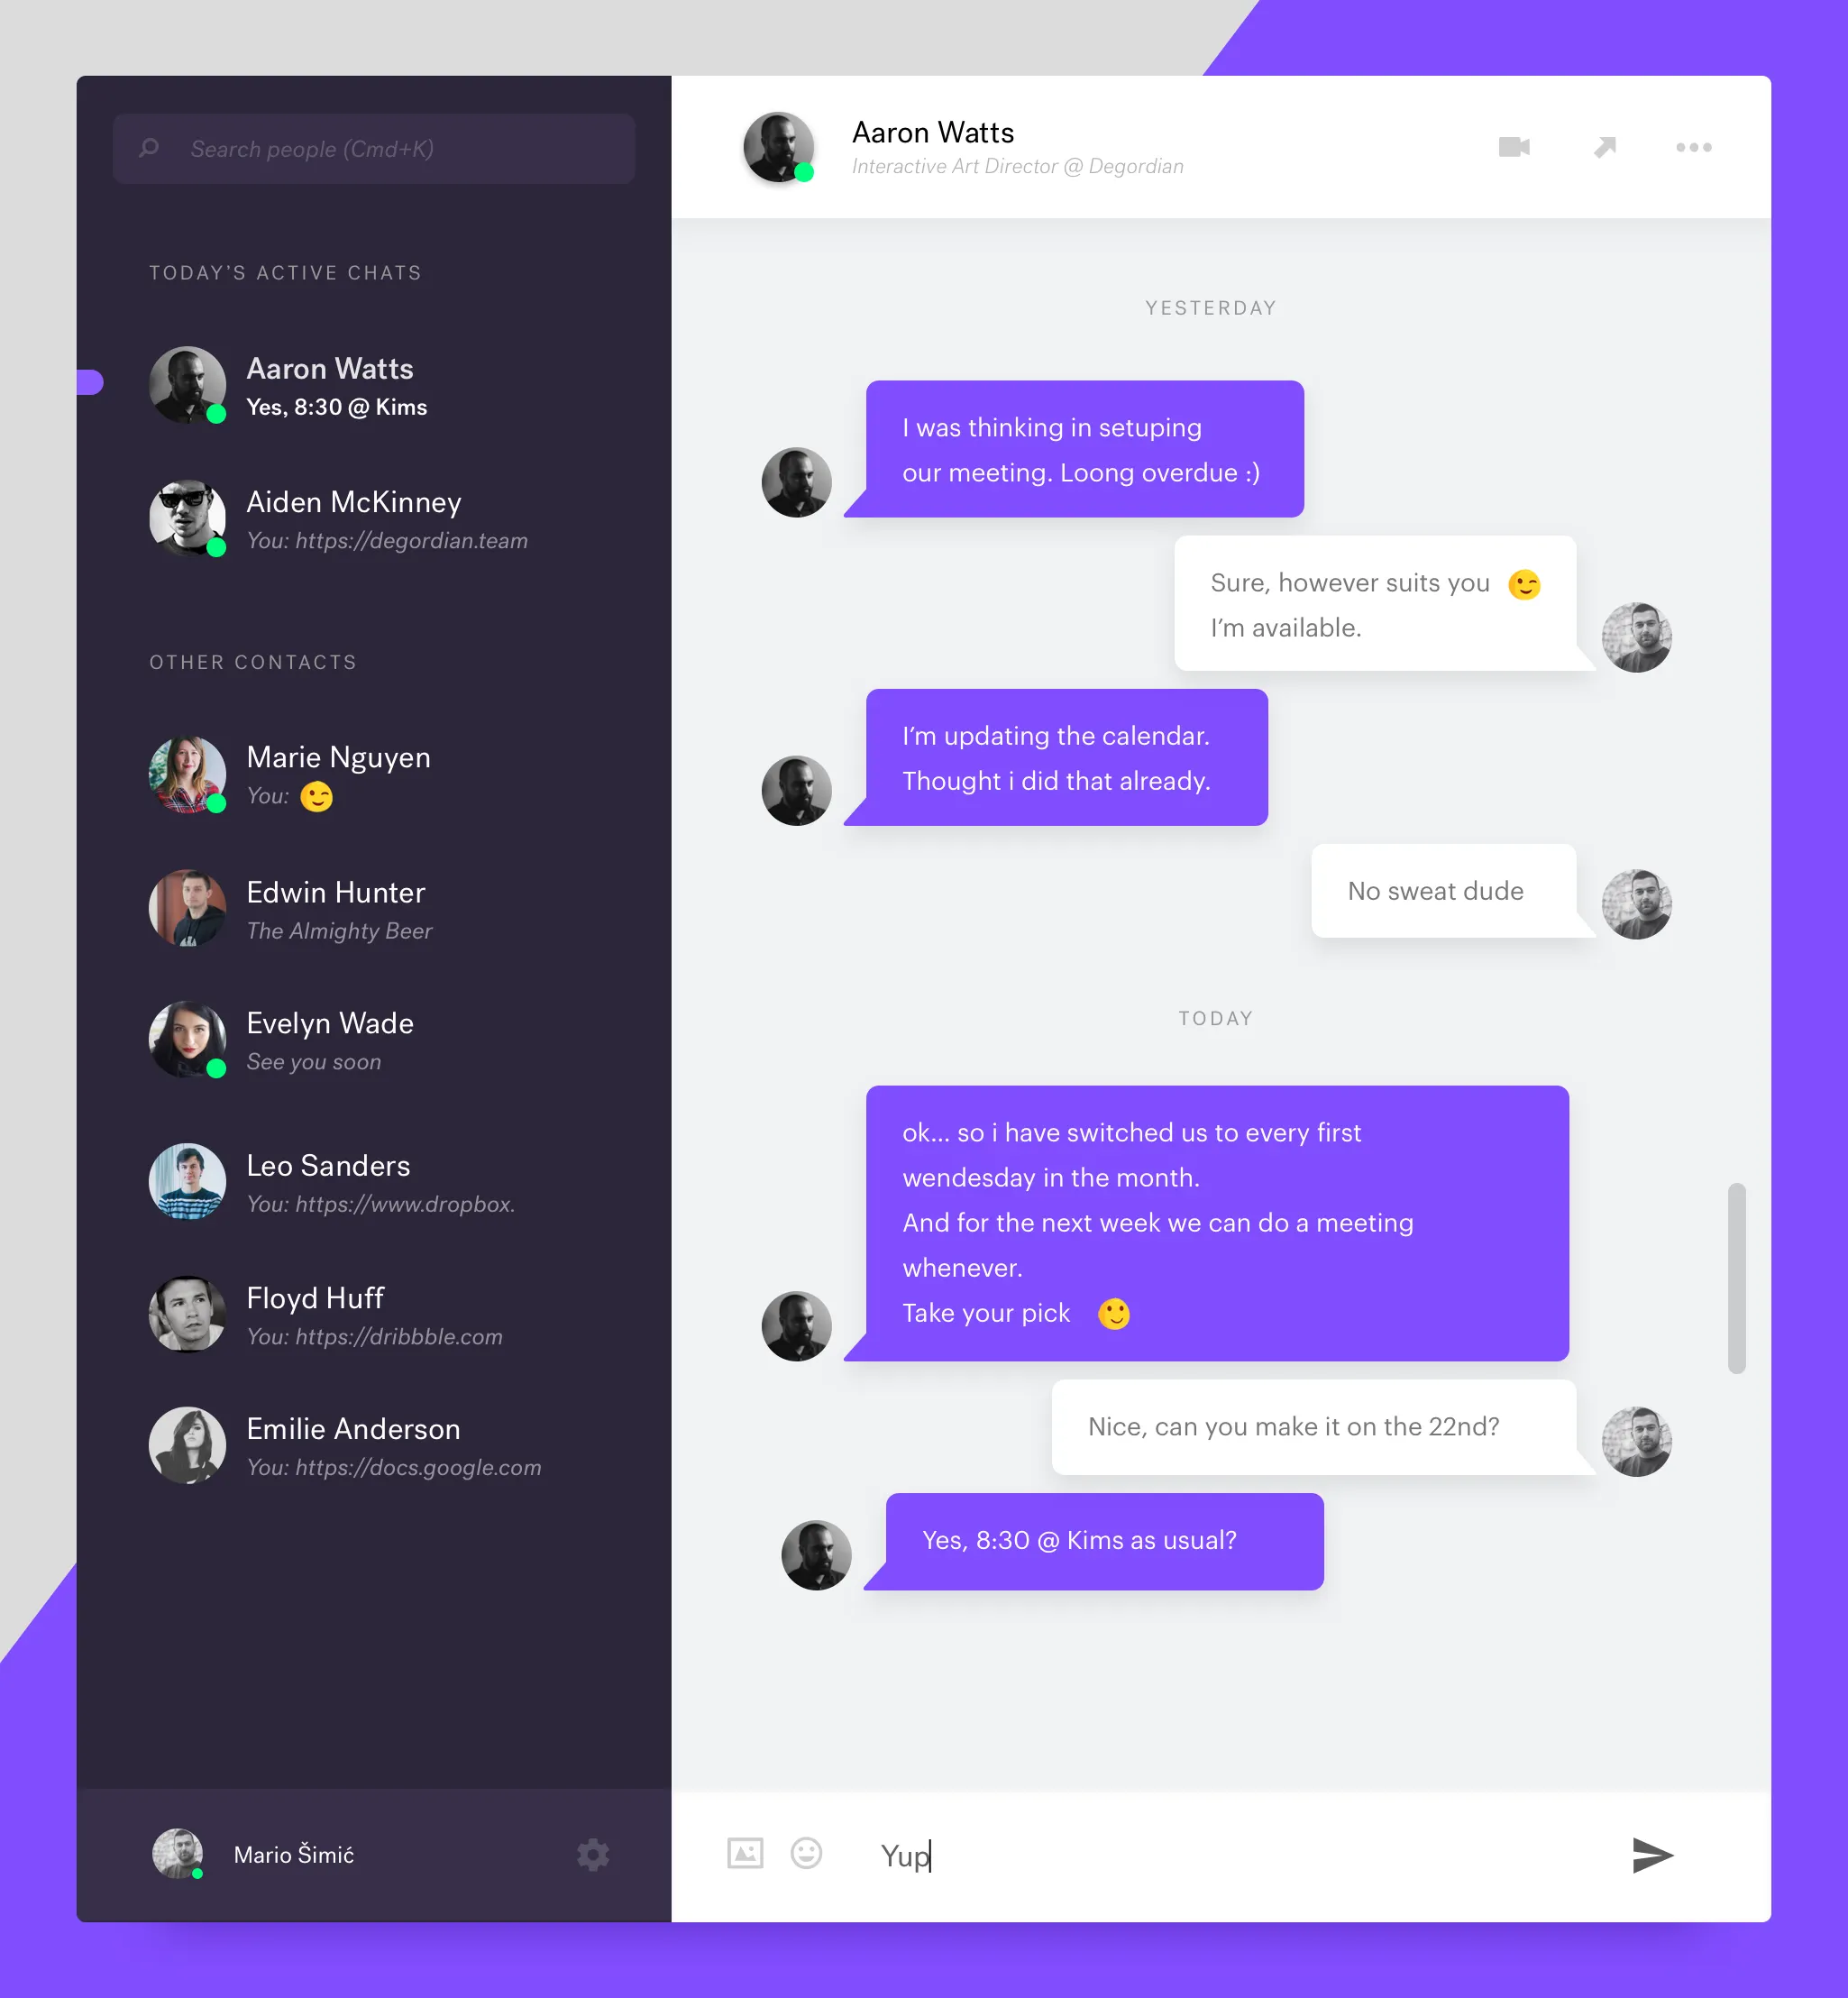 Search people (Cmd+K)
TODAY’S ACTIVE CHATS
Aaron Watts
Yes, 8:30 @ Kims
Aiden McKinney
You: https://degordian.team
OTHER CONTACTS
Marie Nguyen
You: 😉
Edwin Hunter
The Almighty Beer
Evelyn Wade
See you soon
Leo Sanders
You: https://www.dropbox.
Floyd Huff
You: https://dribbble.com
Emilie Anderson
You: https://docs.google.com
Mario Šimić
Aaron Watts
Interactive Art Director @ Degordian
YESTERDAY
I was thinking in setuping
our meeting. Loong overdue :)
Sure, however suits you 😉
I’m available.
I’m updating the calendar.
Thought i did that already.
No sweat dude
TODAY
ok... so i have switched us to every first
wendesday in the month.
And for the next week we can do a meeting
whenever.
Take your pick 🙂
Nice, can you make it on the 22nd?
Yes, 8:30 @ Kims as usual?
Yup